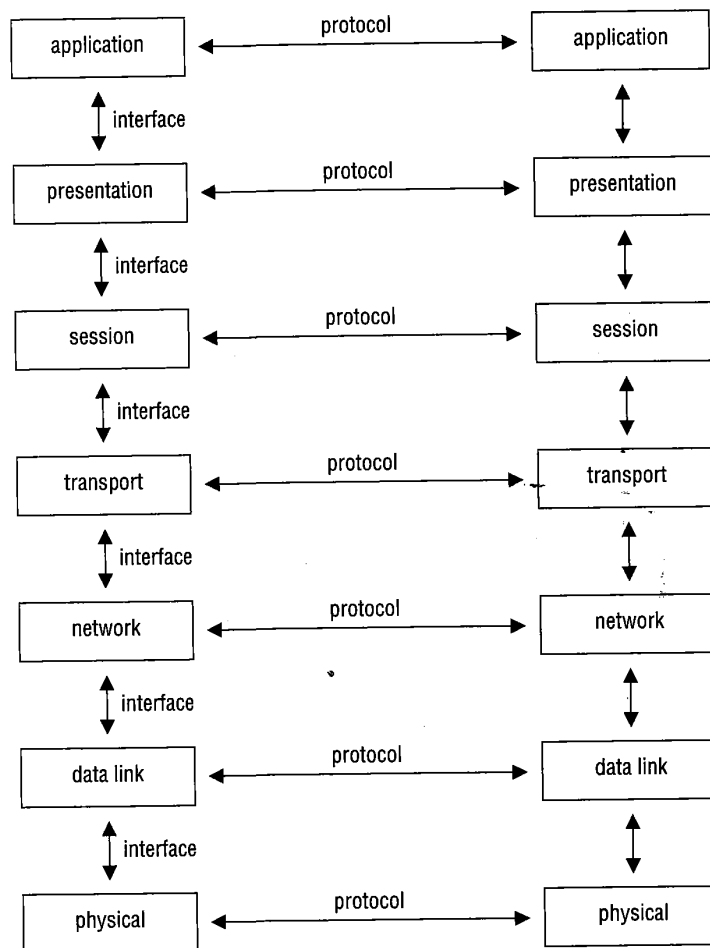 application protocol application
interface
presentation protocol presentation
interface
session protocol session
interface
transport protocol transport
interface
network protocol network
interface
data link protocol data link
interface
physical protocol physical